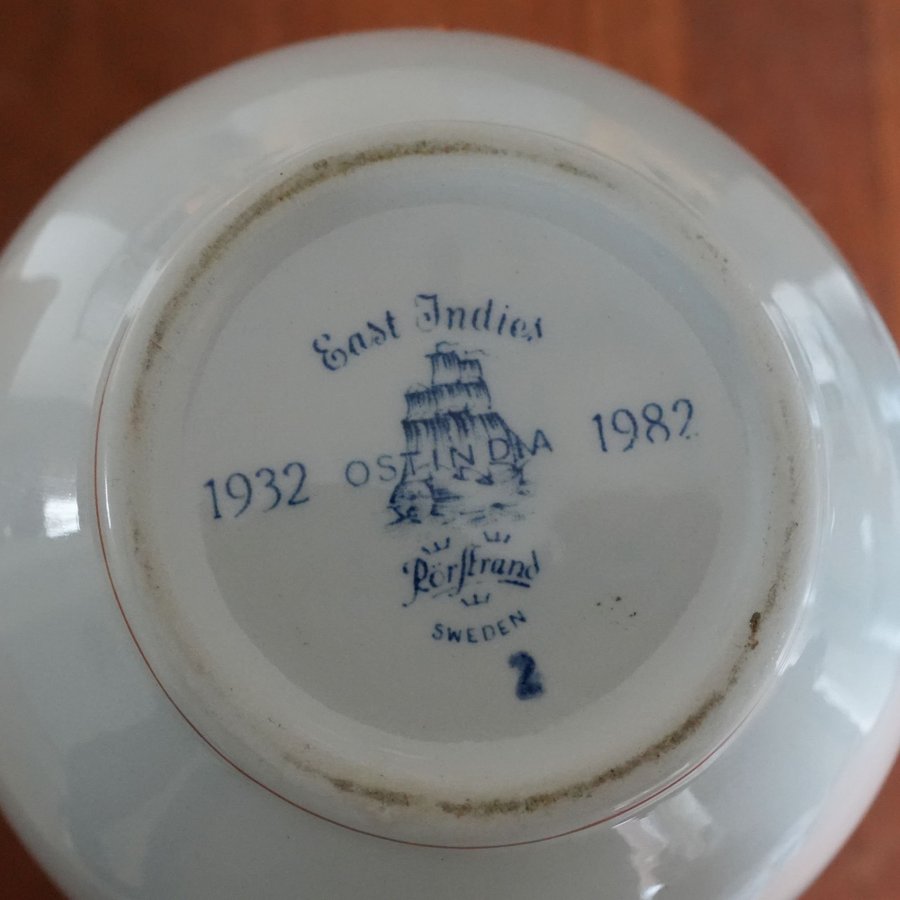 East Indies
1932 OSTINDIA 1982
Rörstrand
SWEDEN
2